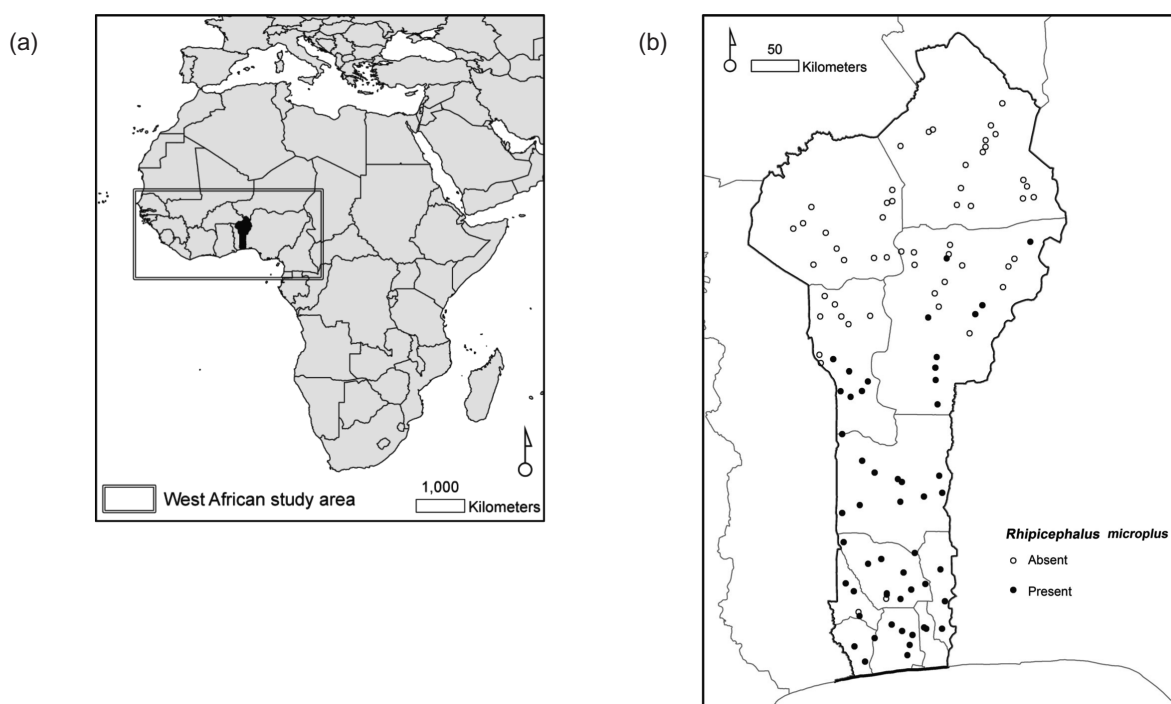 (a)
West African study area
1,000
Kilometers
(b)
50
Kilometers
Rhipicephalus microplus
Absent
Present